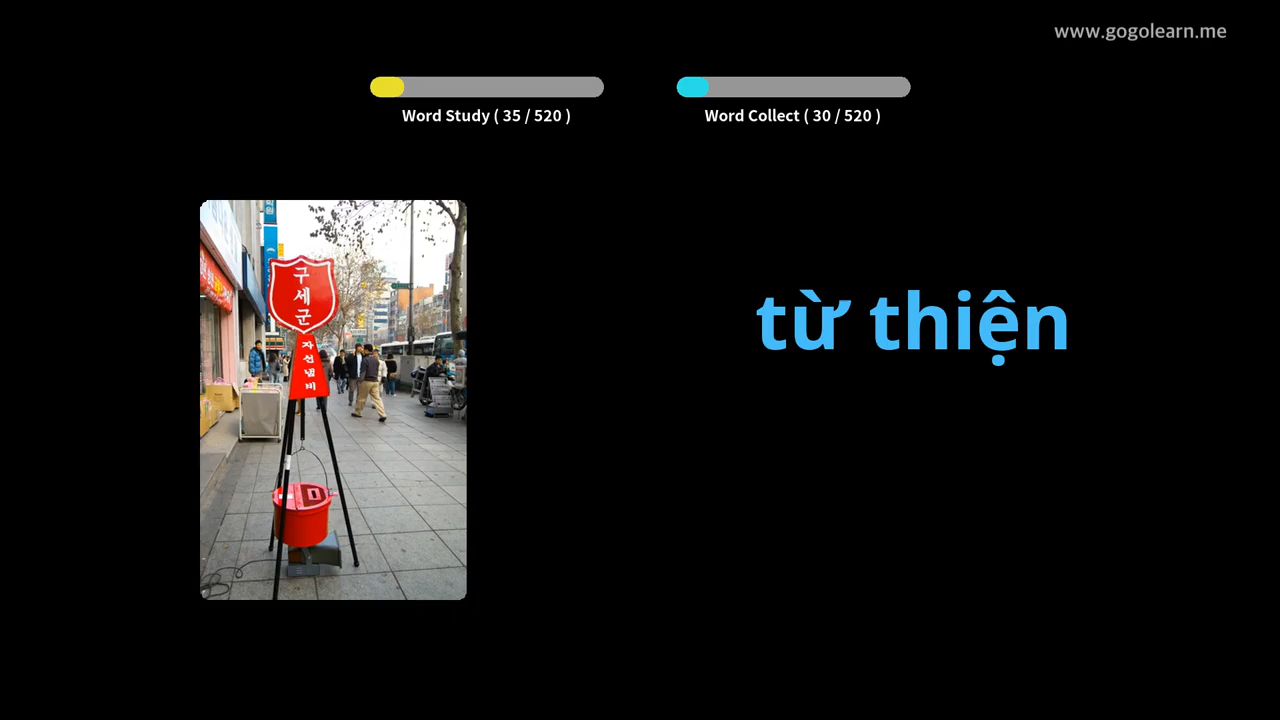 www.gogolearn.me
Word Study ( 35 / 520 )
Word Collect ( 30 / 520 )
từ thiện
구세군
자선냄비